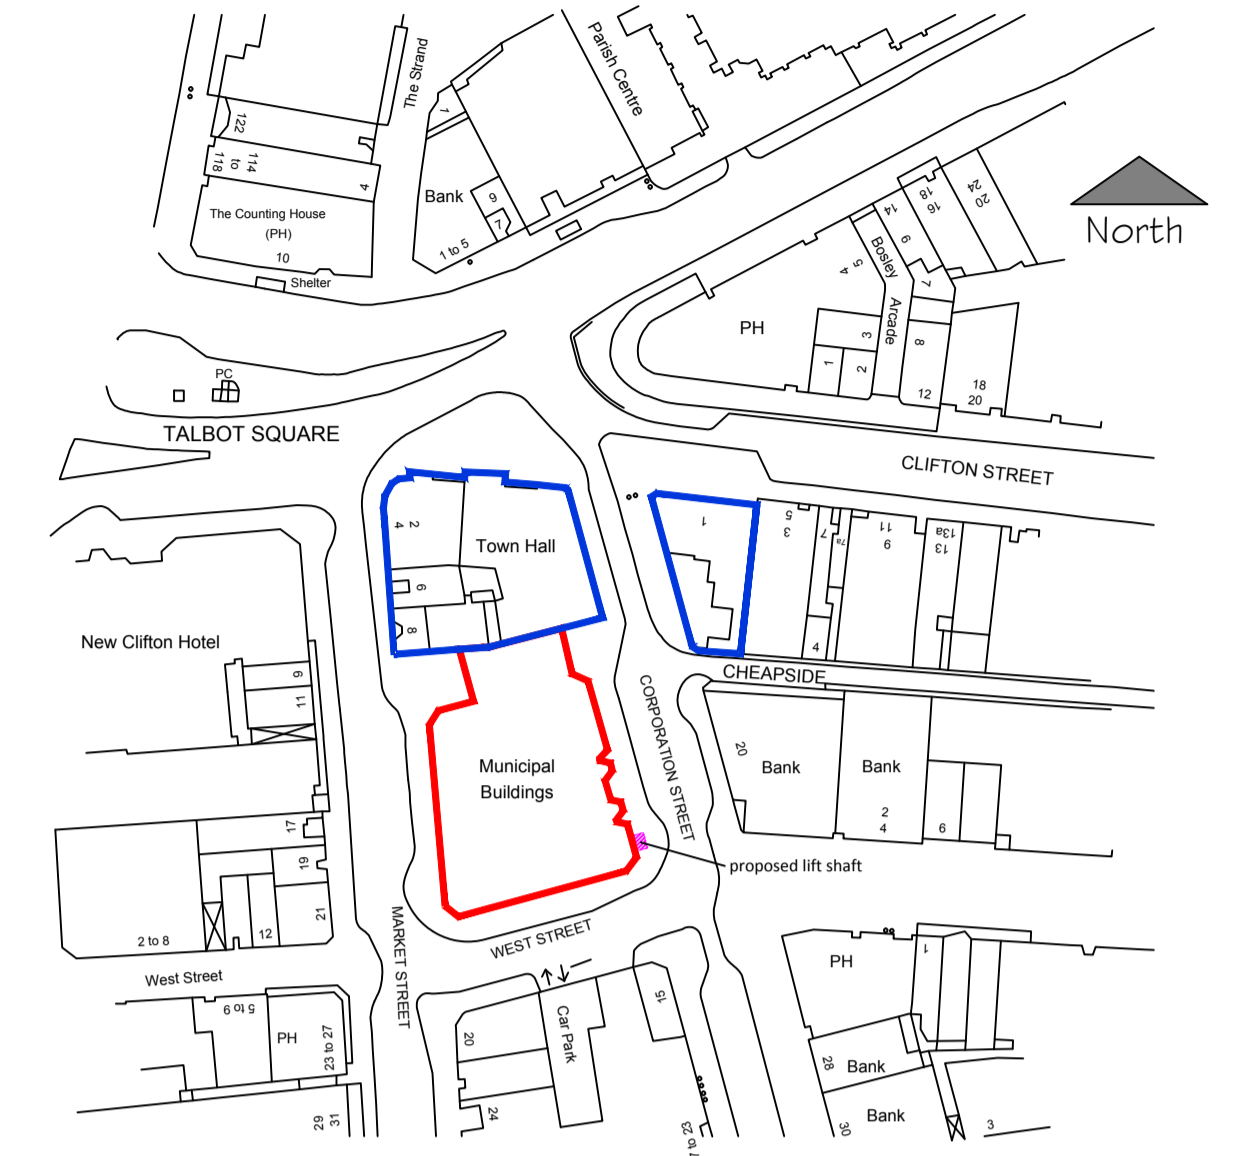 The Strand
Parish Centre
122
114
to
118
4
1
Bank
6
7
1 to 5
The Counting House
(PH)
10
Shelter
North
24
20
18
16
14
9
Bosley
Arcade
5
4
7
PH
3
1
2
8
12
18
20
PC
TALBOT SQUARE
CLIFTON STREET
2
4
Town Hall
6
8
1
5
3
7
7a
11
9
13a
13
4
New Clifton Hotel
9
11
CHEAPSIDE
CORPORATION STREET
Municipal
Buildings
20
Bank
Bank
2
4
6
17
19
21
12
2 to 8
proposed lift shaft
MARKET STREET
WEST STREET
West Street
5 to 9
PH
23 to 27
29
31
20
24
Car Park
15
PH
1
28
Bank
Bank
30
3
to 23